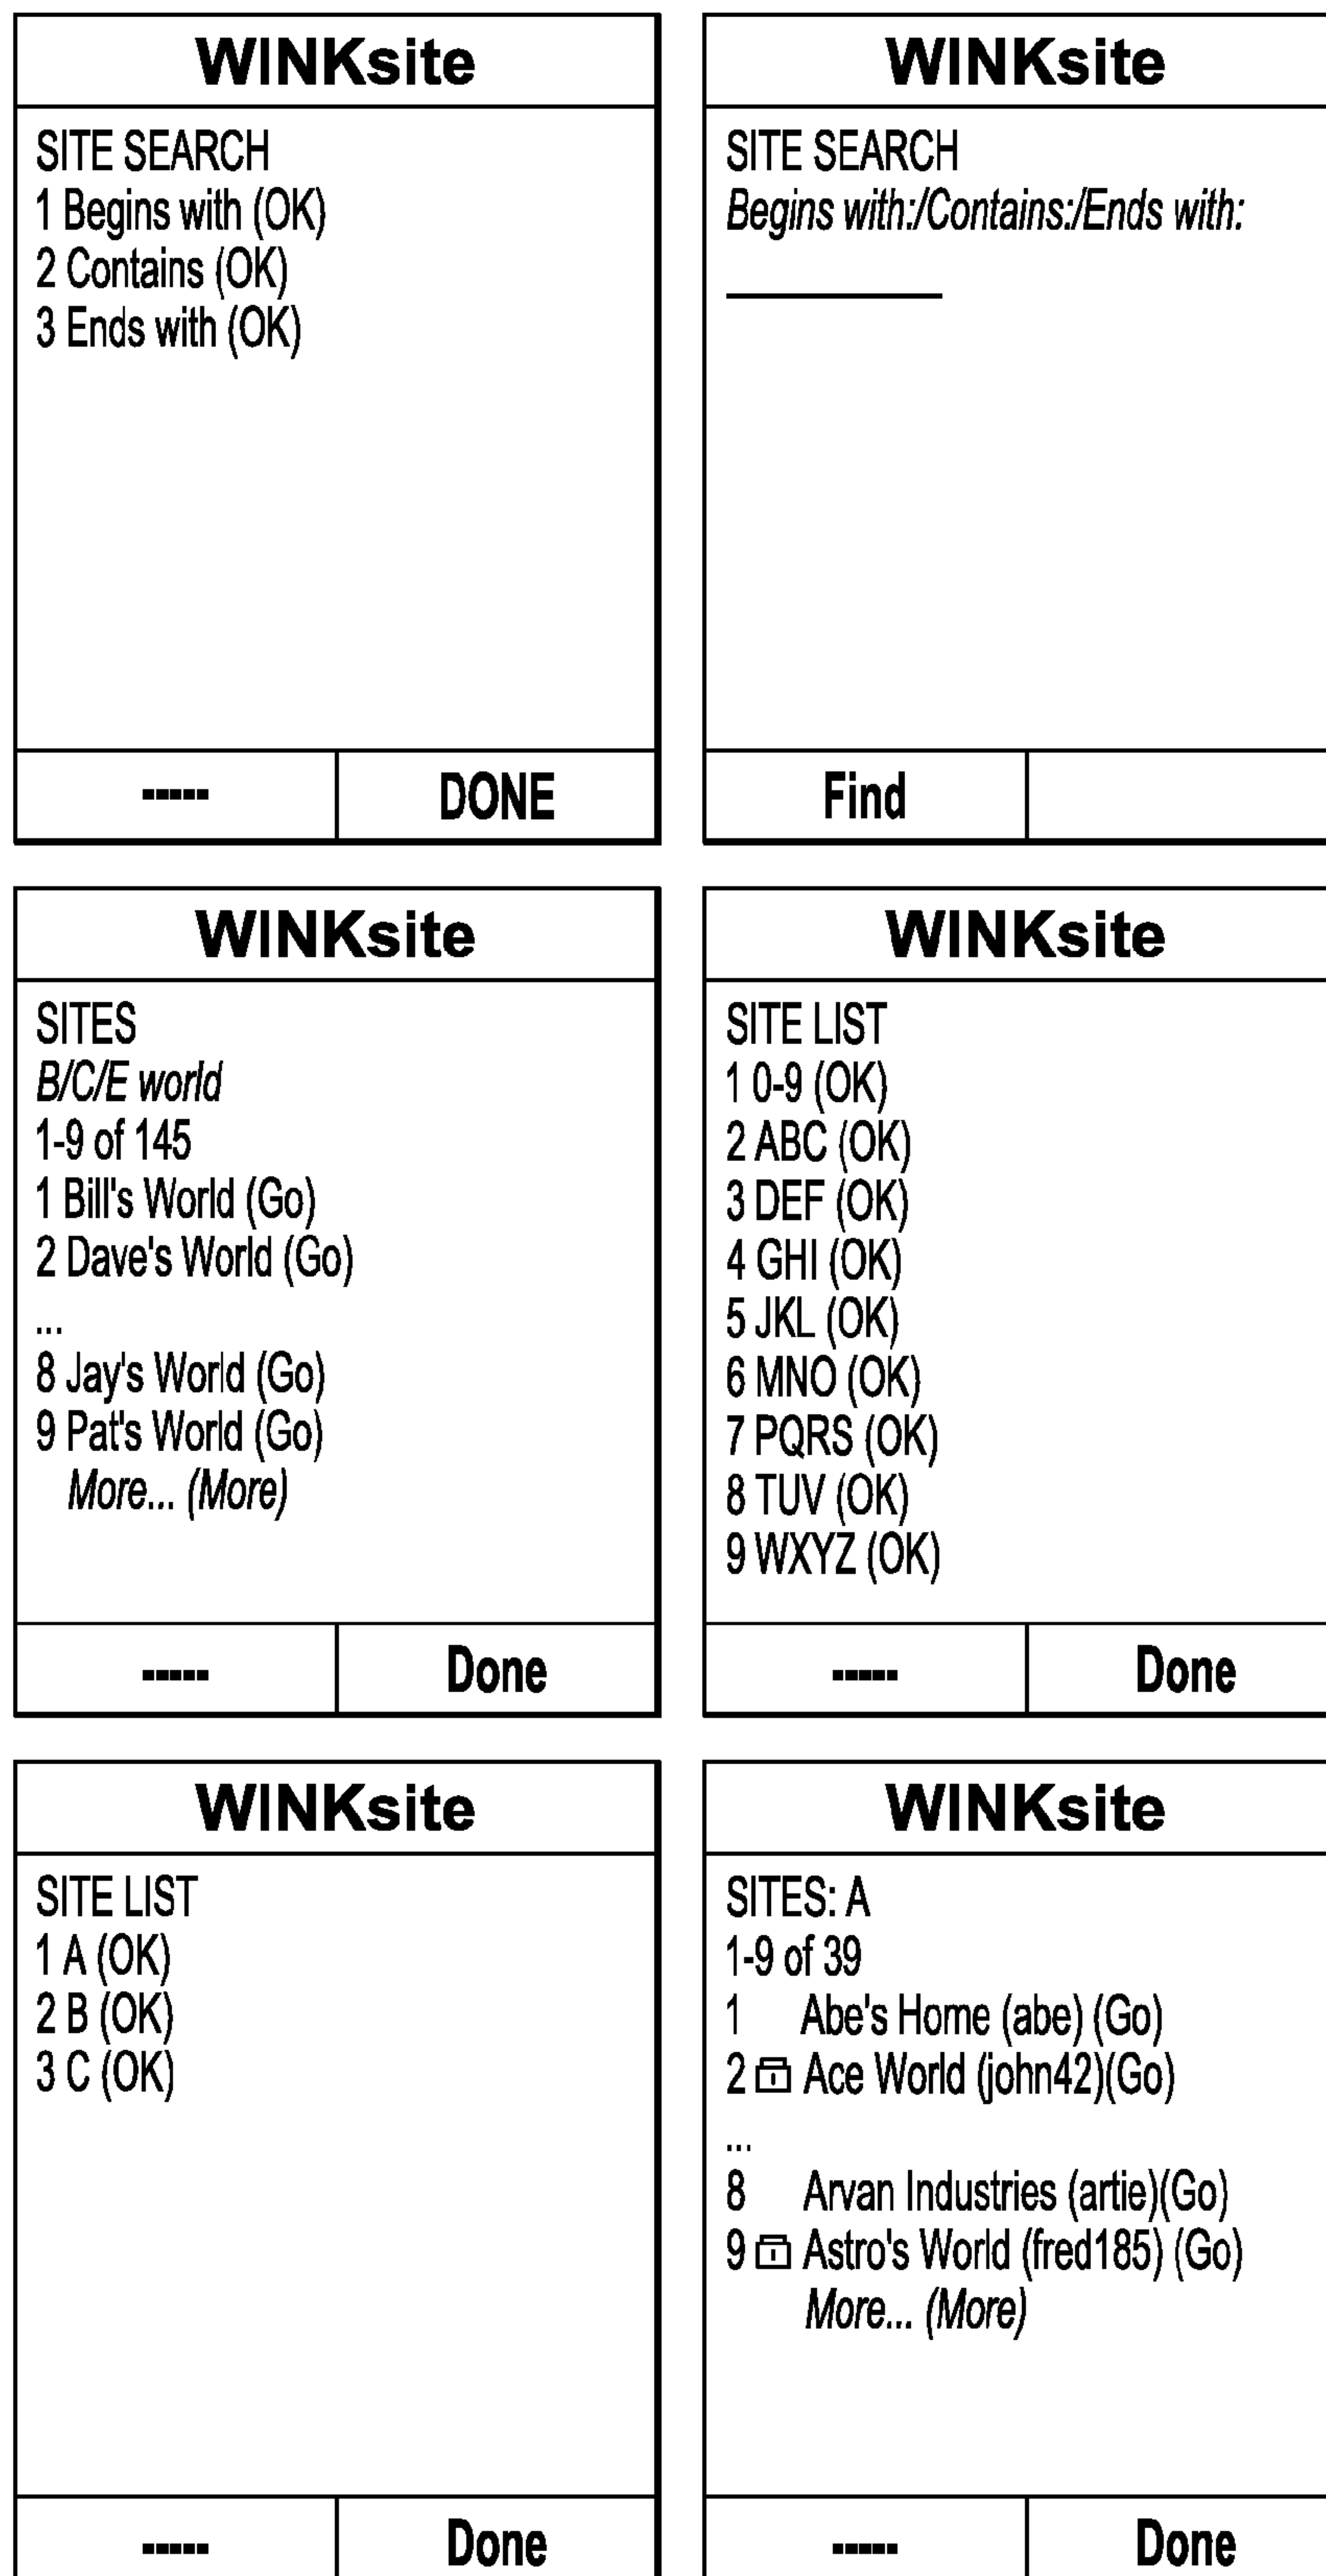 WINKsite
SITE SEARCH
1 Begins with (OK)
2 Contains (OK)
3 Ends with (OK)
----- DONE
WINKsite
SITE SEARCH
Begins with:/Contains:/Ends with:
Find
WINKsite
SITES
B/C/E world
1-9 of 145
1 Bill's World (Go)
2 Dave's World (Go)
...
8 Jay's World (Go)
9 Pat's World (Go)
More... (More)
----- Done
WINKsite
SITE LIST
1 0-9 (OK)
2 ABC (OK)
3 DEF (OK)
4 GHI (OK)
5 JKL (OK)
6 MNO (OK)
7 PQRS (OK)
8 TUV (OK)
9 WXYZ (OK)
----- Done
WINKsite
SITE LIST
1 A (OK)
2 B (OK)
3 C (OK)
----- Done
WINKsite
SITES: A
1-9 of 39
1 Abe's Home (abe) (Go)
2 Ace World (john42)(Go)
...
8 Arvan Industries (artie)(Go)
9 Astro's World (fred185) (Go)
More... (More)
----- Done